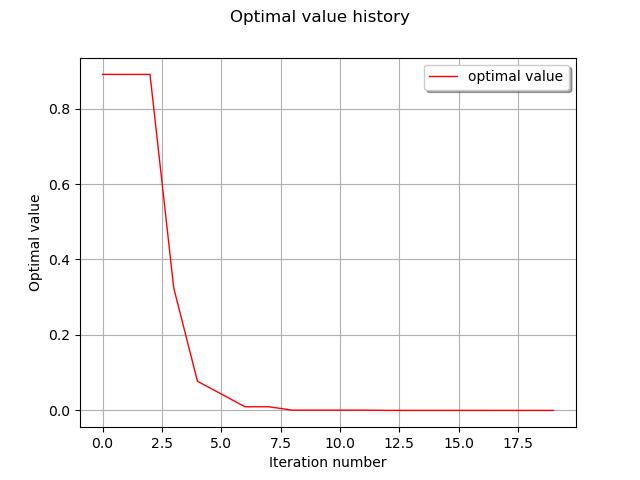 Optimal value history
optimal value
Optimal value
0.8
0.6
0.4
0.2
0.0
0.0 2.5 5.0 7.5 10.0 12.5 15.0 17.5
Iteration number